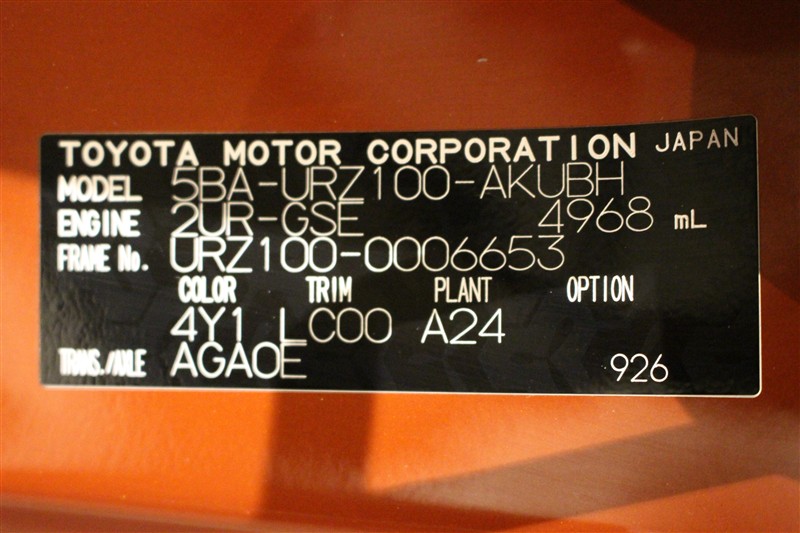 TOYOTA MOTOR CORPORATION JAPAN
MODEL 5BA-URZ100-AKUBH
ENGINE 2UR-GSE 4968 mL
FRAME No. URZ100-0006653
COLOR TRIM PLANT OPTION
4Y1 LC00 A24
TRANS./AXLE AGA0E 926